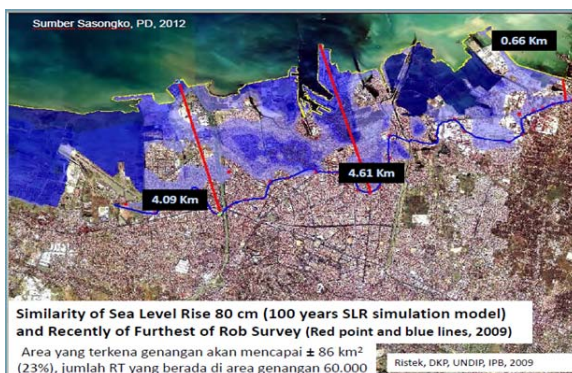 Sumber Sasongko, PD, 2012
0.66 Km
4.61 Km
4.09 Km
Similarity of Sea Level Rise 80 cm (100 years SLR simulation model)
and Recently of Furthest of Rob Survey (Red point and blue lines, 2009)
Area yang terkena genangan akan mencapai ± 86 km²
(23%), jumlah RT yang berada di area genangan 60.000
Ristek, DKP, UNDIP, IPB, 2009